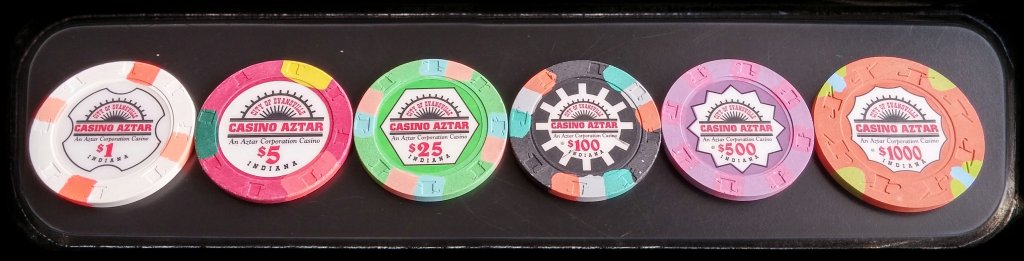 CITY OF EVANSVILLE
CASINO AZTAR
An Aztar Corporation Casino
$1
INDIANA
CITY OF EVANSVILLE
CASINO AZTAR
An Aztar Corporation Casino
$5
INDIANA
CITY OF EVANSVILLE
CASINO AZTAR
An Aztar Corporation Casino
$25
INDIANA
CITY OF EVANSVILLE
CASINO AZTAR
An Aztar Corporation Casino
$100
INDIANA
CITY OF EVANSVILLE
CASINO AZTAR
An Aztar Corporation Casino
$500
INDIANA
CITY OF EVANSVILLE
CASINO AZTAR
An Aztar Corporation Casino
$1000
INDIANA